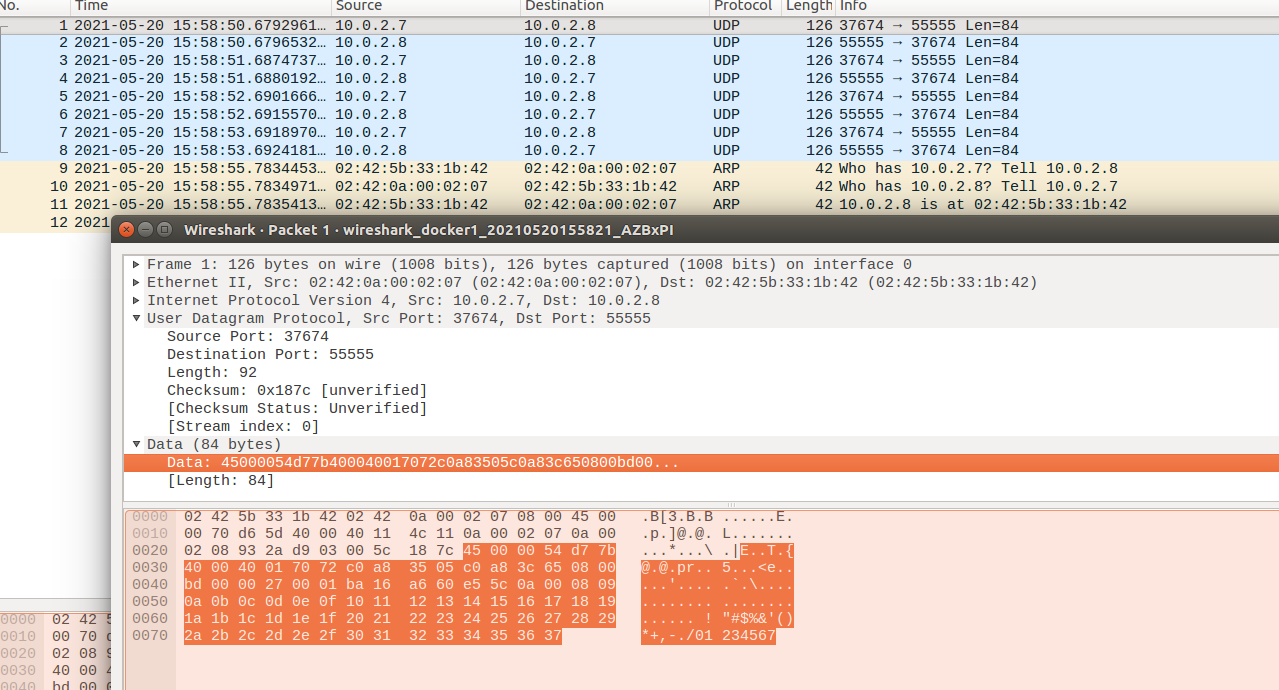 No. Time Source Destination Protocol Length Info
1 2021-05-20 15:58:50.6792961… 10.0.2.7 10.0.2.8 UDP 126 37674 → 55555 Len=84
2 2021-05-20 15:58:50.6796532… 10.0.2.8 10.0.2.7 UDP 126 55555 → 37674 Len=84
3 2021-05-20 15:58:51.6874737… 10.0.2.7 10.0.2.8 UDP 126 37674 → 55555 Len=84
4 2021-05-20 15:58:51.6880192… 10.0.2.8 10.0.2.7 UDP 126 55555 → 37674 Len=84
5 2021-05-20 15:58:52.6901666… 10.0.2.7 10.0.2.8 UDP 126 37674 → 55555 Len=84
6 2021-05-20 15:58:52.6915570… 10.0.2.8 10.0.2.7 UDP 126 55555 → 37674 Len=84
7 2021-05-20 15:58:53.6918970… 10.0.2.7 10.0.2.8 UDP 126 37674 → 55555 Len=84
8 2021-05-20 15:58:53.6924181… 10.0.2.8 10.0.2.7 UDP 126 55555 → 37674 Len=84
9 2021-05-20 15:58:55.7834453… 02:42:5b:33:1b:42 02:42:0a:00:02:07 ARP 42 Who has 10.0.2.7? Tell 10.0.2.8
10 2021-05-20 15:58:55.7834971… 02:42:0a:00:02:07 02:42:5b:33:1b:42 ARP 42 Who has 10.0.2.8? Tell 10.0.2.7
11 2021-05-20 15:58:55.7835413… 02:42:5b:33:1b:42 02:42:0a:00:02:07 ARP 42 10.0.2.8 is at 02:42:5b:33:1b:42
12 2021
Wireshark · Packet 1 · wireshark_docker1_20210520155821_AZBxPI
Frame 1: 126 bytes on wire (1008 bits), 126 bytes captured (1008 bits) on interface 0
Ethernet II, Src: 02:42:0a:00:02:07 (02:42:0a:00:02:07), Dst: 02:42:5b:33:1b:42 (02:42:5b:33:1b:42)
Internet Protocol Version 4, Src: 10.0.2.7, Dst: 10.0.2.8
User Datagram Protocol, Src Port: 37674, Dst Port: 55555
Source Port: 37674
Destination Port: 55555
Length: 92
Checksum: 0x187c [unverified]
[Checksum Status: Unverified]
[Stream index: 0]
Data (84 bytes)
Data: 45000054d77b400040017072c0a83505c0a83c650800bd00...
[Length: 84]
0000 02 42 5b 33 1b 42 02 42 0a 00 02 07 08 00 45 00 .B[3.B.B ......E.
0010 00 70 d6 5d 40 00 40 11 4c 11 0a 00 02 07 0a 00 .p.]@.@. L.......
0020 02 08 93 2a d9 03 00 5c 18 7c 45 00 00 54 d7 7b ...*...\ .|E..T.{
0030 40 00 40 01 70 72 c0 a8 35 05 c0 a8 3c 65 08 00 @.@.pr.. 5...<e..
0040 bd 00 00 27 00 01 ba 16 a6 60 e5 5c 0a 00 08 09 ...'.... .`.\....
0050 0a 0b 0c 0d 0e 0f 10 11 12 13 14 15 16 17 18 19 ........ ........
0060 1a 1b 1c 1d 1e 1f 20 21 22 23 24 25 26 27 28 29 ...... ! "#$%&'()
0070 2a 2b 2c 2d 2e 2f 30 31 32 33 34 35 36 37 *+,-./01 234567
0000 02 42 5
0010 00 70
0020 02 08 9
0030 40 00 4
0040 bd 00